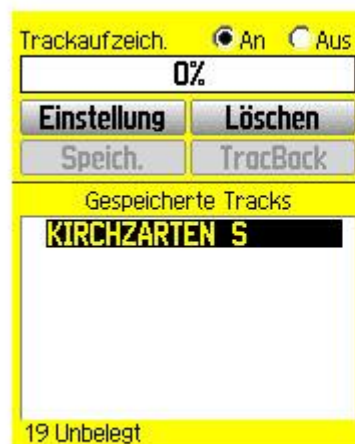 Trackaufzeich. An Aus
0%
Einstellung Löschen
Speich. TracBack
Gespeicherte Tracks
KIRCHZARTEN S
19 Unbelegt